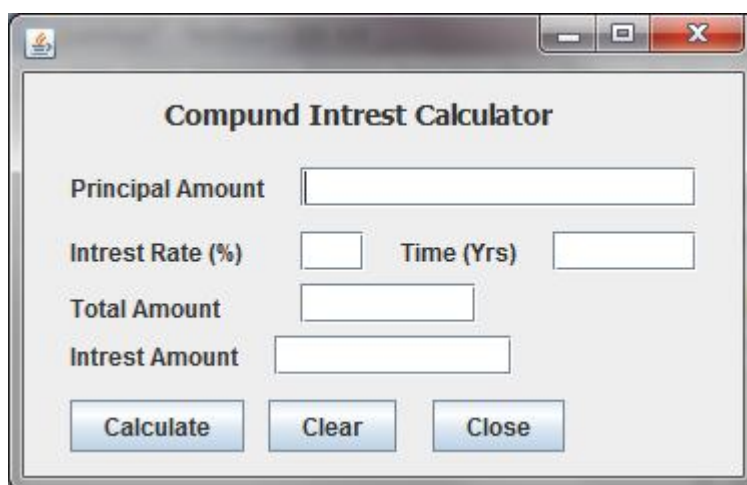 Compund Intrest Calculator
Principal Amount
Intrest Rate (%) Time (Yrs)
Total Amount
Intrest Amount
Calculate Clear Close